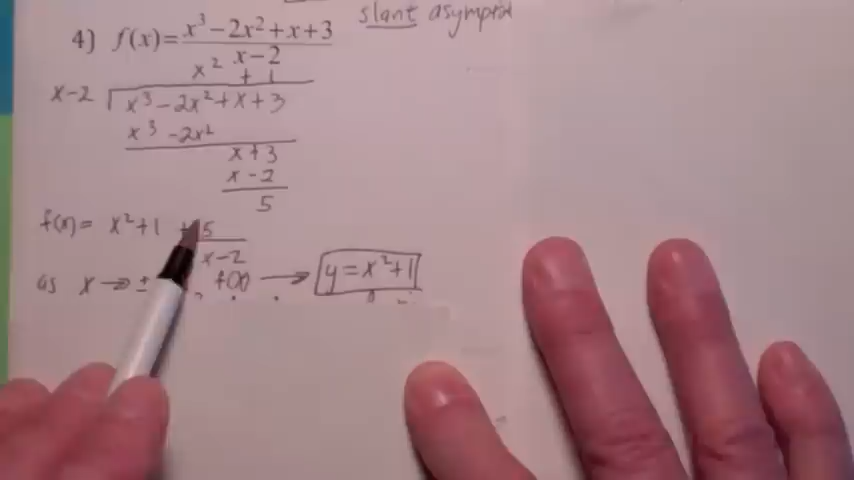 slant
4) f(x)= x³-2x²+x+3
x-2
x² + 1
x-2 x³ - 2x² + x + 3
x³ - 2x²
x + 3
x - 2
5
f(x) = x²+1 + 5
x-2
as x → ± f(x) → y = x²+1